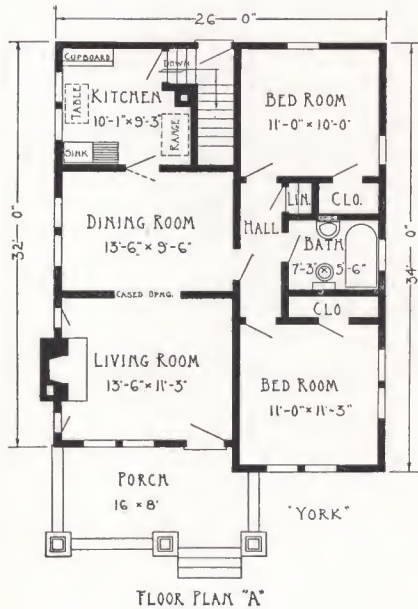 26'-0"
CUPBOARD
DOWN
TABLE
KITCHEN
10'-1"×9'-3"
RANGE
SINK
BED ROOM
11'-0"×10'-0"
LIN.
CLO.
32'-0"
34'-0"
DINING ROOM
13'-6"×9'-6"
HALL
BATH
7'-3" 5'-6"
CASED OPNG.
CLO
LIVING ROOM
13'-6"×11'-3"
BED ROOM
11'-0"×11'-3"
PORCH
16 × 8'
"YORK"
FLOOR PLAN "A"